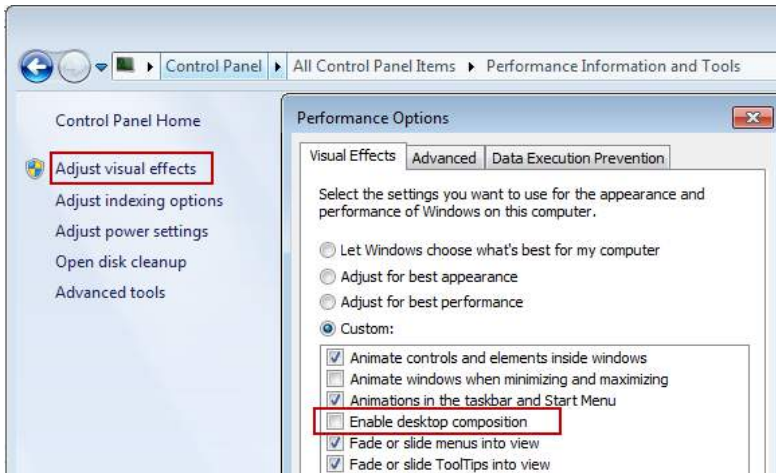 Control Panel All Control Panel Items Performance Information and Tools
Control Panel Home
Adjust visual effects
Adjust indexing options
Adjust power settings
Open disk cleanup
Advanced tools
Performance Options
Visual Effects Advanced Data Execution Prevention
Select the settings you want to use for the appearance and
performance of Windows on this computer.
Let Windows choose what's best for my computer
Adjust for best appearance
Adjust for best performance
Custom:
Animate controls and elements inside windows
Animate windows when minimizing and maximizing
Animations in the taskbar and Start Menu
Enable desktop composition
Fade or slide menus into view
Fade or slide ToolTips into view